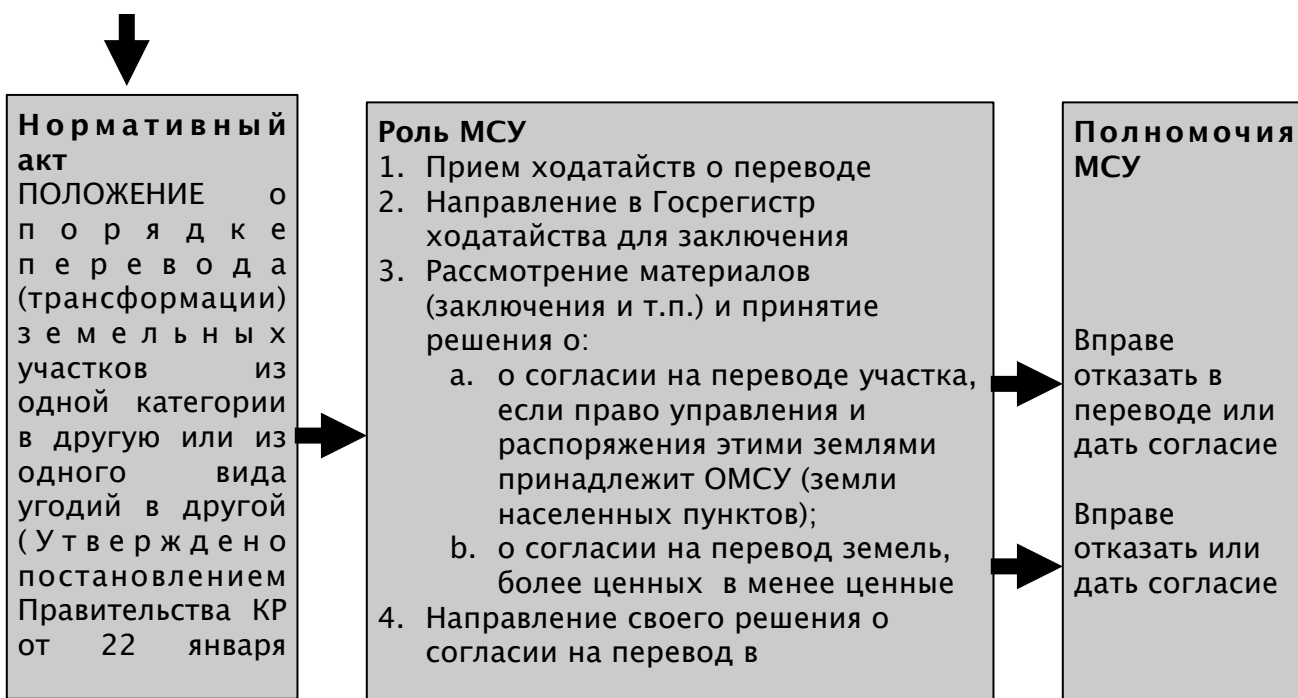 Нормативный
акт
ПОЛОЖЕНИЕ о
порядке
перевода
(трансформации)
земельных
участков из
одной категории
в другую или из
одного вида
угодий в другой
(Утверждено
постановлением
Правительства КР
от 22 января
Роль МСУ
1. Прием ходатайств о переводе
2. Направление в Госрегистр
ходатайства для заключения
3. Рассмотрение материалов
(заключения и т.п.) и принятие
решения о:
a. о согласии на переводе участка,
если право управления и
распоряжения этими землями
принадлежит ОМСУ (земли
населенных пунктов);
b. о согласии на перевод земель,
более ценных в менее ценные
4. Направление своего решения о
согласии на перевод в
Полномочия
МСУ
Вправе
отказать в
переводе или
дать согласие
Вправе
отказать или
дать согласие